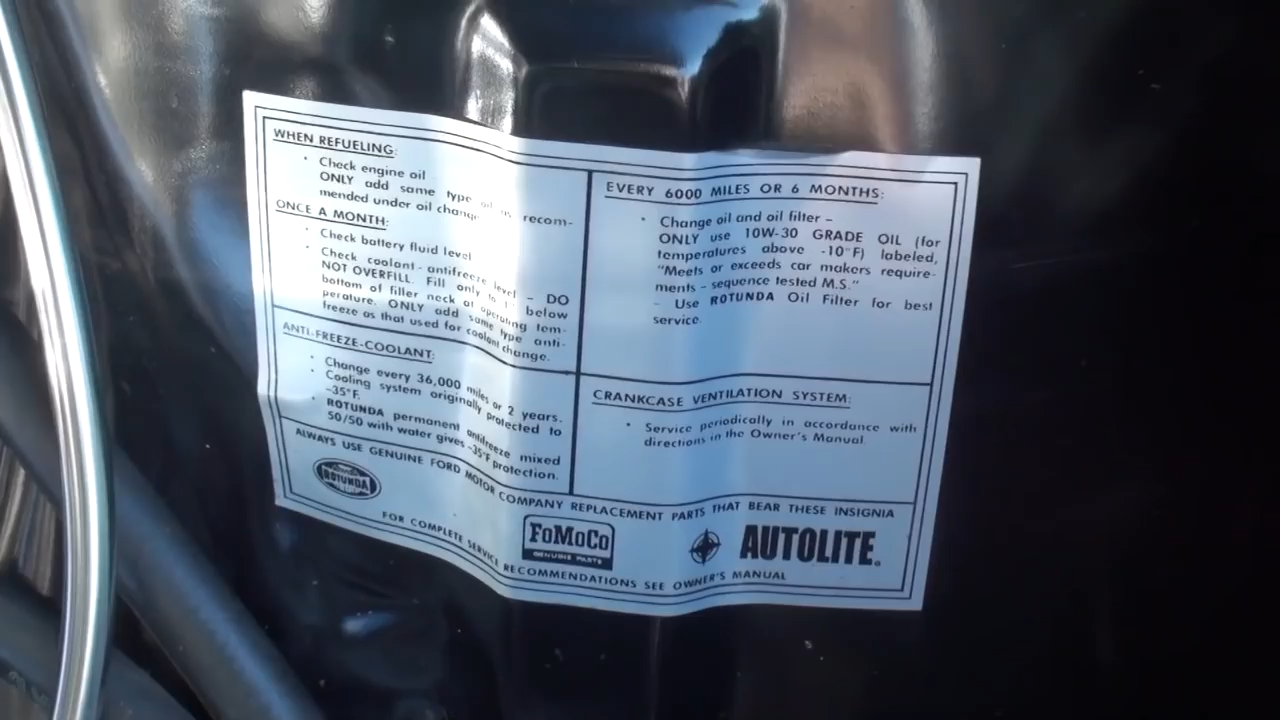 WHEN REFUELING:
• Check engine oil
ONLY add same type oil as recom-
mended under oil change
ONCE A MONTH:
• Check battery fluid level
• Check coolant - antifreeze level – DO
NOT OVERFILL. Fill only to 1" below
bottom of filler neck at operating tem-
perature. ONLY add same type anti-
freeze as that used for coolant change.
ANTI-FREEZE-COOLANT:
• Change every 36,000 miles or 2 years.
• Cooling system originally protected to
-35°F.
• ROTUNDA permanent antifreeze mixed
50/50 with water gives -35°F protection.
EVERY 6000 MILES OR 6 MONTHS:
• Change oil and oil filter –
ONLY use 10W-30 GRADE OIL (for
temperatures above -10°F) labeled,
"Meets or exceeds car makers require-
ments - sequence tested M.S."
- Use ROTUNDA Oil Filter for best
service.
CRANKCASE VENTILATION SYSTEM:
• Service periodically in accordance with
directions in the Owner's Manual.
ALWAYS USE GENUINE FORD MOTOR COMPANY REPLACEMENT PARTS THAT BEAR THESE INSIGNIA
ROTUNDA
FoMoCo
GENUINE PARTS
AUTOLITE
FOR COMPLETE SERVICE RECOMMENDATIONS SEE OWNER'S MANUAL